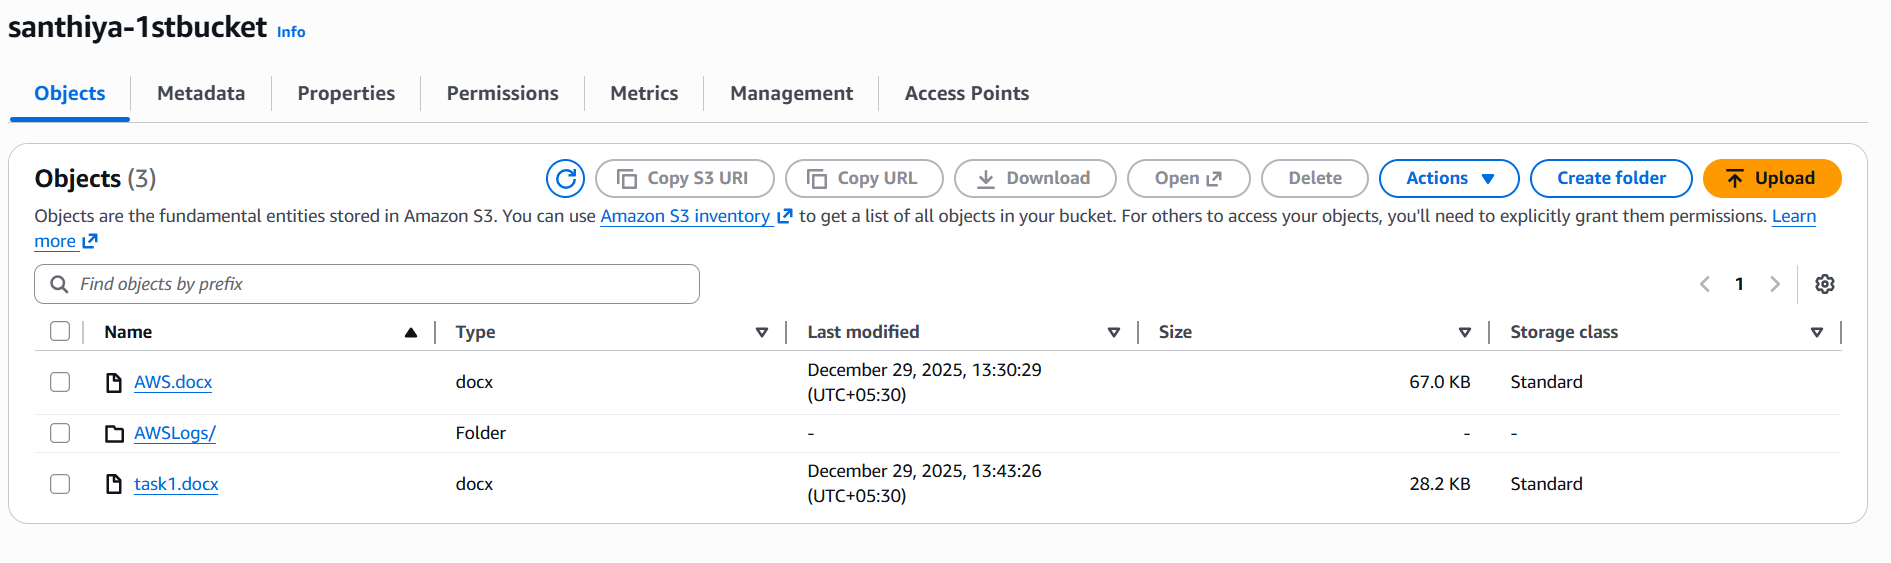 santhiya-1stbucket Info
Objects Metadata Properties Permissions Metrics Management Access Points
Objects (3) Copy S3 URI Copy URL Download Open Delete Actions Create folder Upload
Objects are the fundamental entities stored in Amazon S3. You can use Amazon S3 inventory to get a list of all objects in your bucket. For others to access your objects, you'll need to explicitly grant them permissions. Learn
more
Find objects by prefix 1
Name Type Last modified Size Storage class
AWS.docx docx December 29, 2025, 13:30:29 (UTC+05:30) 67.0 KB Standard
AWSLogs/ Folder - - -
task1.docx docx December 29, 2025, 13:43:26 (UTC+05:30) 28.2 KB Standard